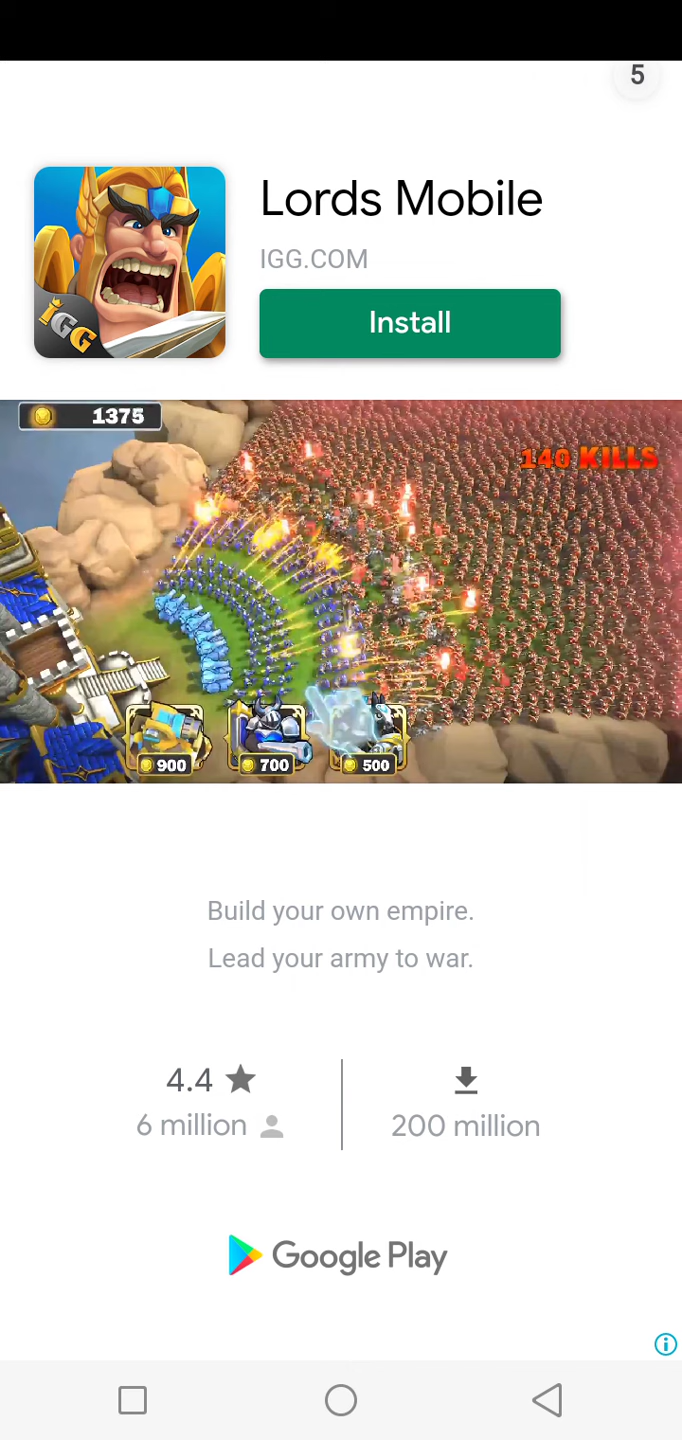 5
Lords Mobile
IGG.COM
Install
IGG
1375
140 KILLS
900
700
500
Build your own empire.
Lead your army to war.
4.4
6 million
200 million
Google Play